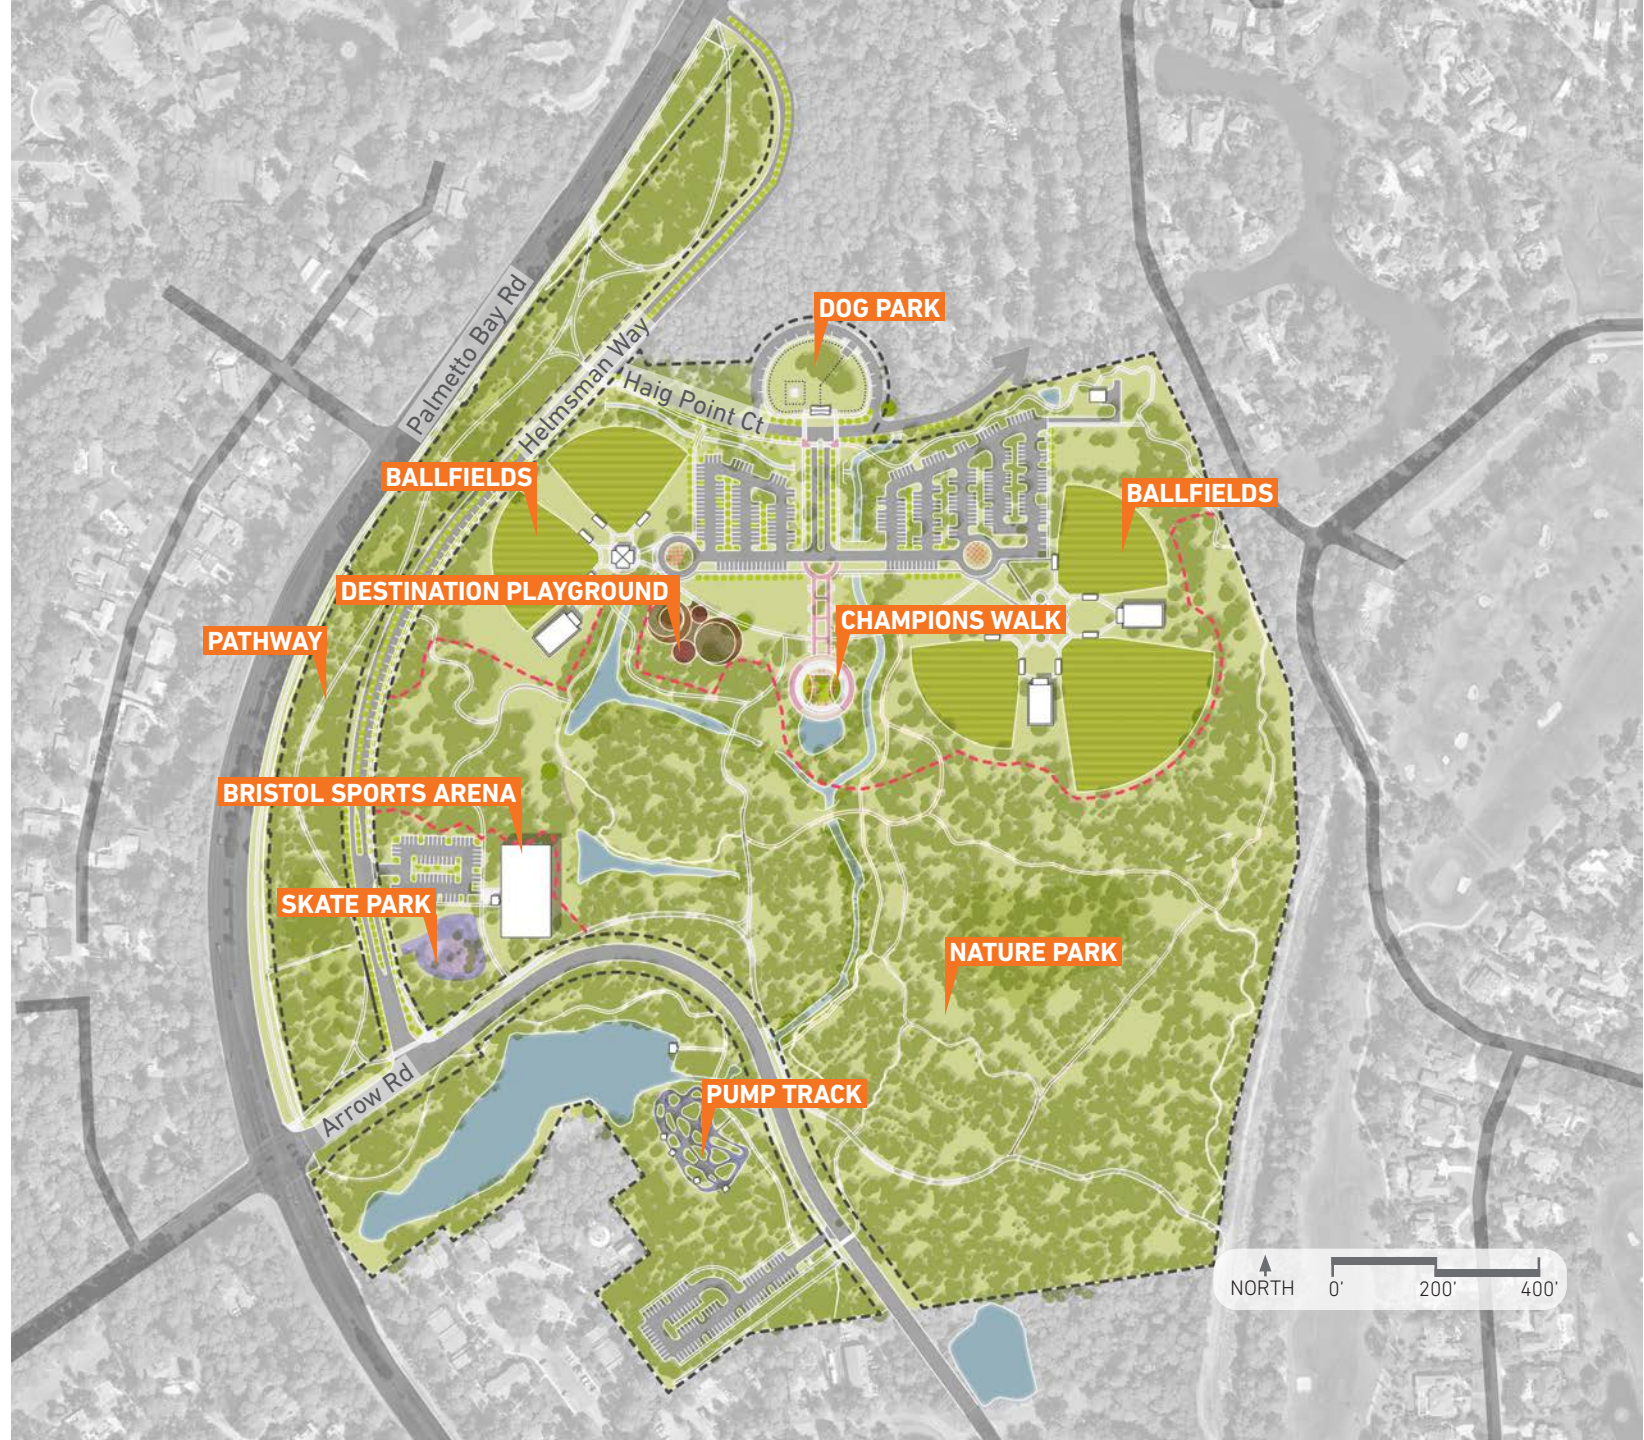 Palmetto Bay Rd
DOG PARK
Helmsman Way
Haig Point Ct
BALLFIELDS
BALLFIELDS
DESTINATION PLAYGROUND
CHAMPIONS WALK
PATHWAY
BRISTOL SPORTS ARENA
SKATE PARK
NATURE PARK
Arrow Rd
PUMP TRACK
NORTH
0' 200' 400'